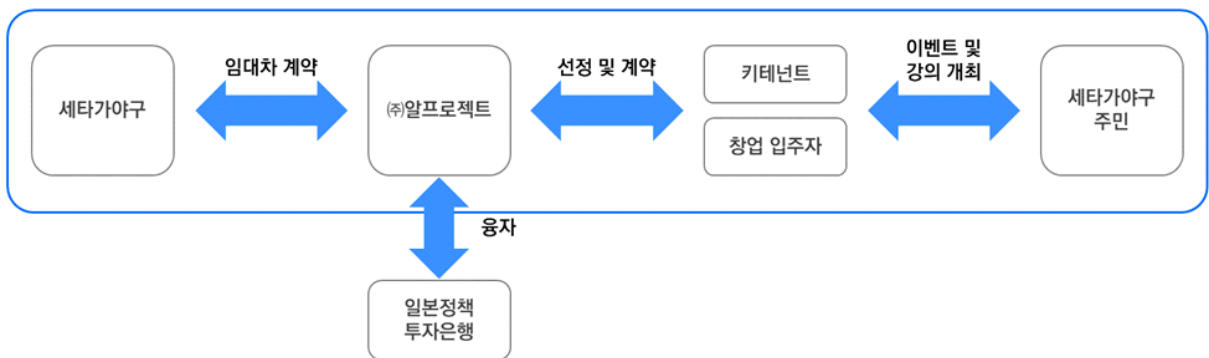 임대차 계약
선정 및 계약
이벤트 및
강의 개최
세타가야구
㈜알프로젝트
키테넌트
창업 입주자
세타가야구
주민
융자
일본정책
투자은행